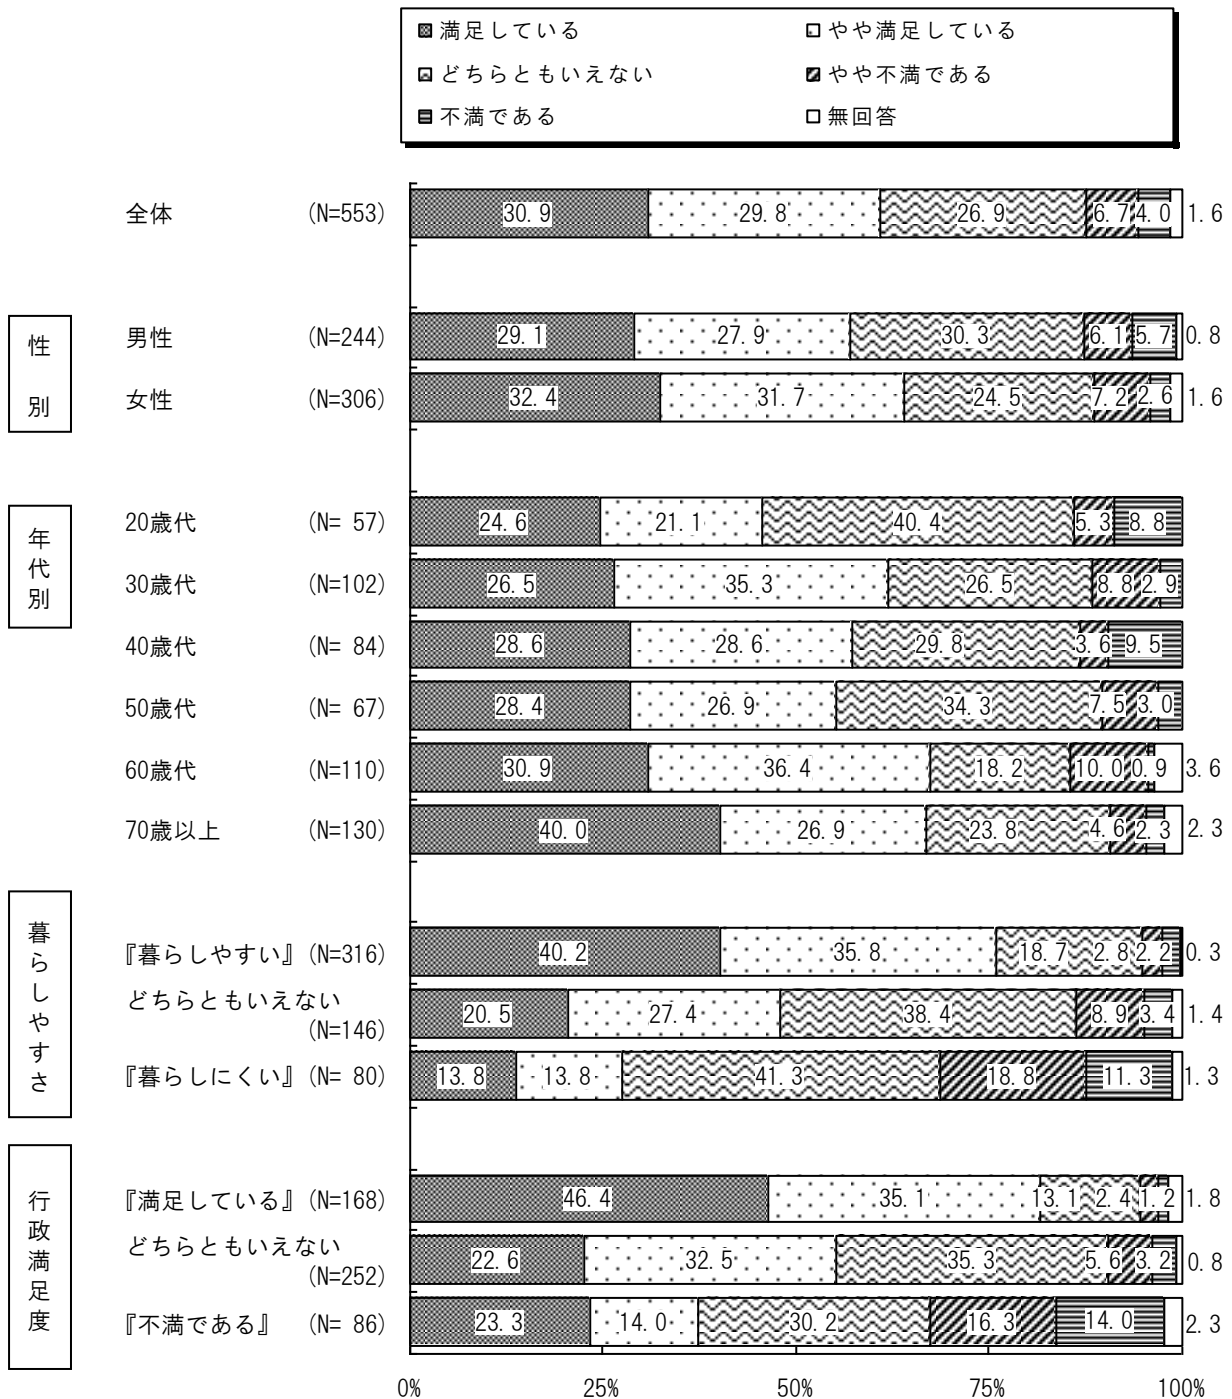 満足している やや満足している
どちらともいえない やや不満である
不満である 無回答
全体 (N=553) 30.9 29.8 26.9 6.7 4.0 1.6
性別
男性 (N=244) 29.1 27.9 30.3 6.1 5.7 0.8
女性 (N=306) 32.4 31.7 24.5 7.2 2.6 1.6
年代別
20歳代 (N= 57) 24.6 21.1 40.4 5.3 8.8
30歳代 (N=102) 26.5 35.3 26.5 8.8 2.9
40歳代 (N= 84) 28.6 28.6 29.8 3.6 9.5
50歳代 (N= 67) 28.4 26.9 34.3 7.5 3.0
60歳代 (N=110) 30.9 36.4 18.2 10.0 0.9 3.6
70歳以上 (N=130) 40.0 26.9 23.8 4.6 2.3 2.3
暮らしやすさ
『暮らしやすい』 (N=316) 40.2 35.8 18.7 2.8 2.2 0.3
どちらともいえない
(N=146) 20.5 27.4 38.4 8.9 3.4 1.4
『暮らしにくい』 (N= 80) 13.8 13.8 41.3 18.8 11.3 1.3
行政満足度
『満足している』 (N=168) 46.4 35.1 13.1 2.4 1.2 1.8
どちらともいえない
(N=252) 22.6 32.5 35.3 5.6 3.2 0.8
『不満である』 (N= 86) 23.3 14.0 30.2 16.3 14.0 2.3
0% 25% 50% 75% 100%